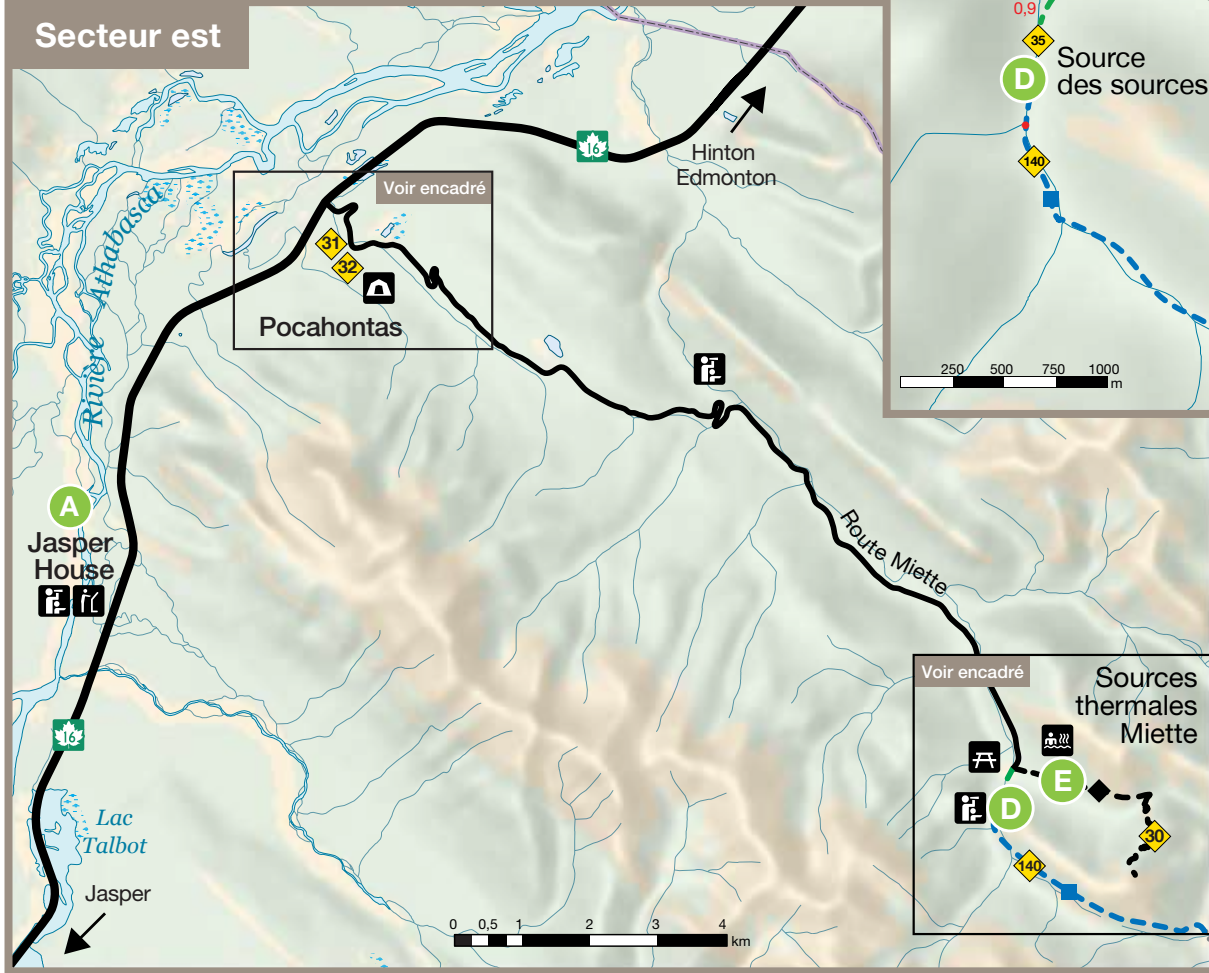 Secteur est
0,9
35
D
Source
des sources
140
250 500 750 1000
m
16
Hinton
Edmonton
Voir encadré
31
32
Pocahontas
Rivière Athabasca
A
Jasper
House
Route Miette
Voir encadré
Sources
thermales
Miette
E
D
30
140
16
Lac
Talbot
Jasper
0 0,5 1 2 3 4
km